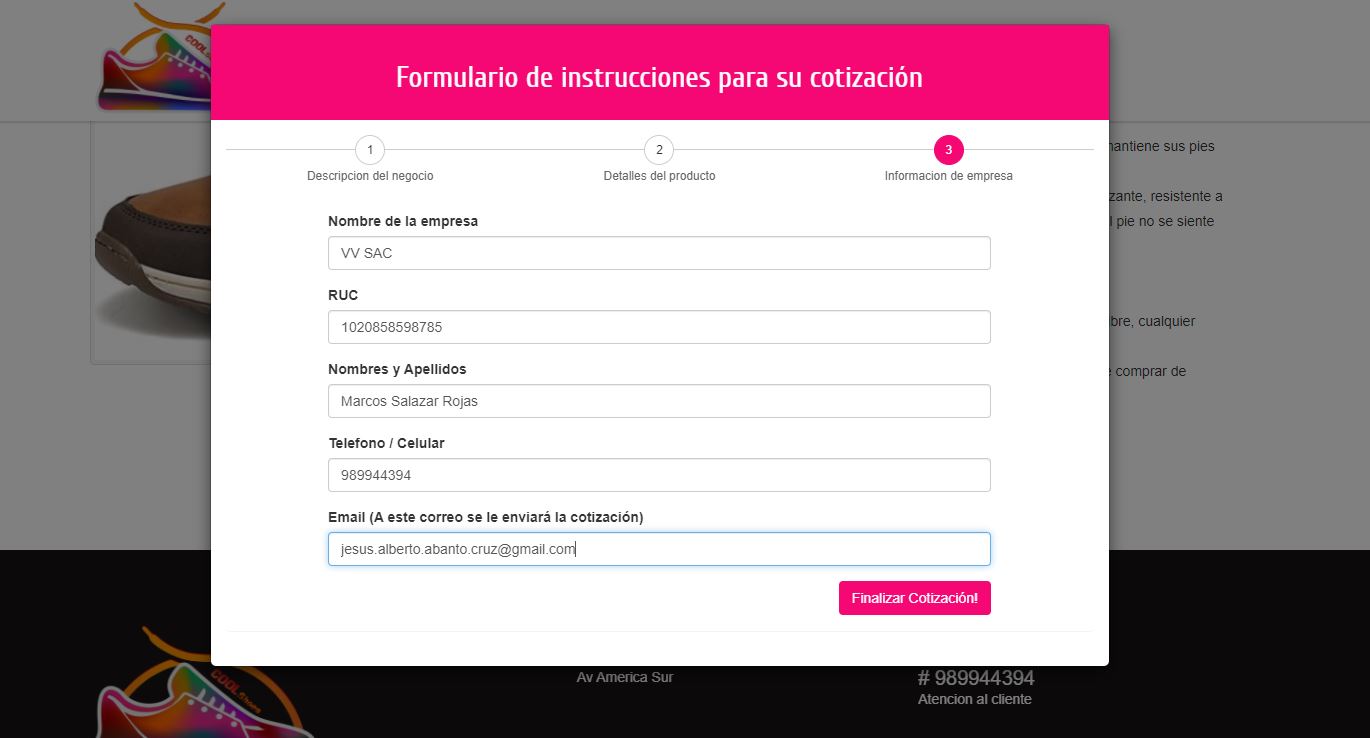 COOL
Formulario de instrucciones para su cotización
1
2
3
Descripcion del negocio
Detalles del producto
Informacion de empresa
Nombre de la empresa
VV SAC
RUC
1020858598785
Nombres y Apellidos
Marcos Salazar Rojas
Telefono / Celular
989944394
Email (A este correo se le enviará la cotización)
jesus.alberto.abanto.cruz@gmail.com
Finalizar Cotización!
sus pies
resistente a
pie no se siente
cualquier
comprar de
COOL Shoes
Av America Sur
# 989944394
Atencion al cliente